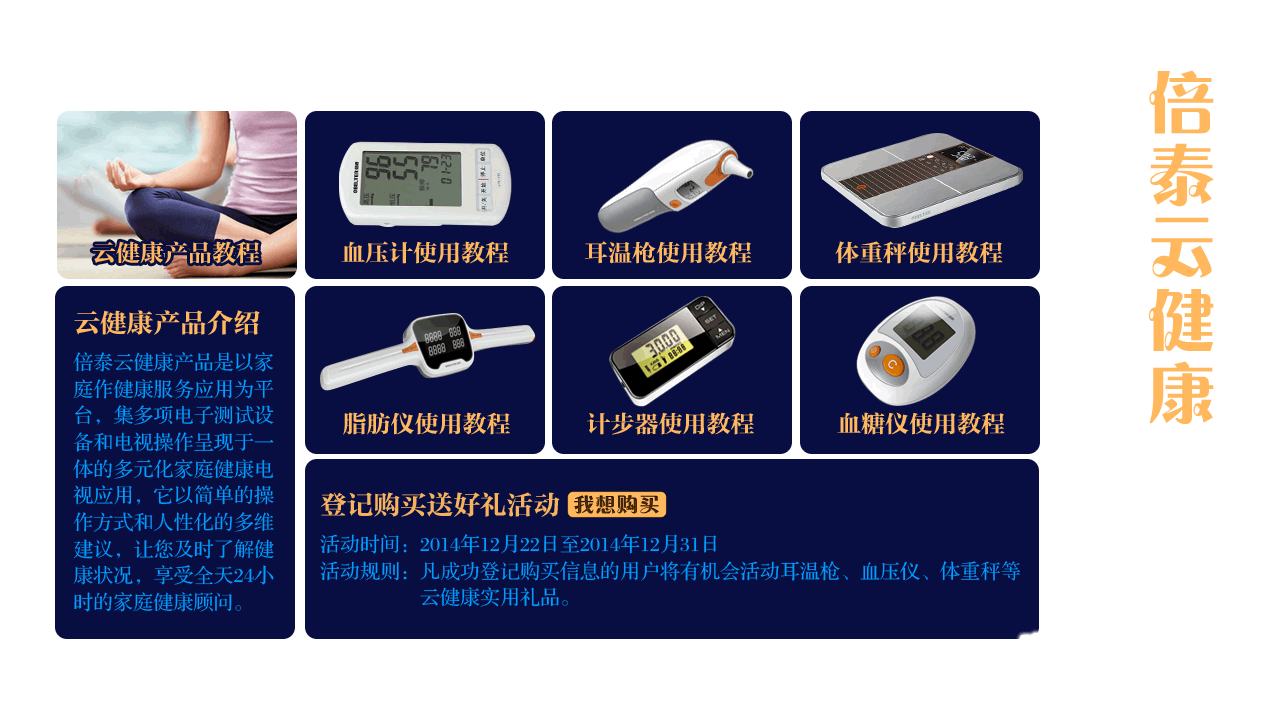 倍泰云健康
云健康产品教程
血压计使用教程
耳温枪使用教程
体重秤使用教程
云健康产品介绍
倍泰云健康产品是以家
庭作健康服务应用为平
台，集多项电子测试设
备和电视操作呈现于一
体的多元化家庭健康电
视应用，它以简单的操
作方式和人性化的多维
建议，让您及时了解健
康状况，享受全天24小
时的家庭健康顾问。
脂肪仪使用教程
计步器使用教程
血糖仪使用教程
登记购买送好礼活动 我想购买
活动时间：2014年12月22日至2014年12月31日
活动规则：凡成功登记购买信息的用户将有机会活动耳温枪、血压仪、体重秤等
云健康实用礼品。